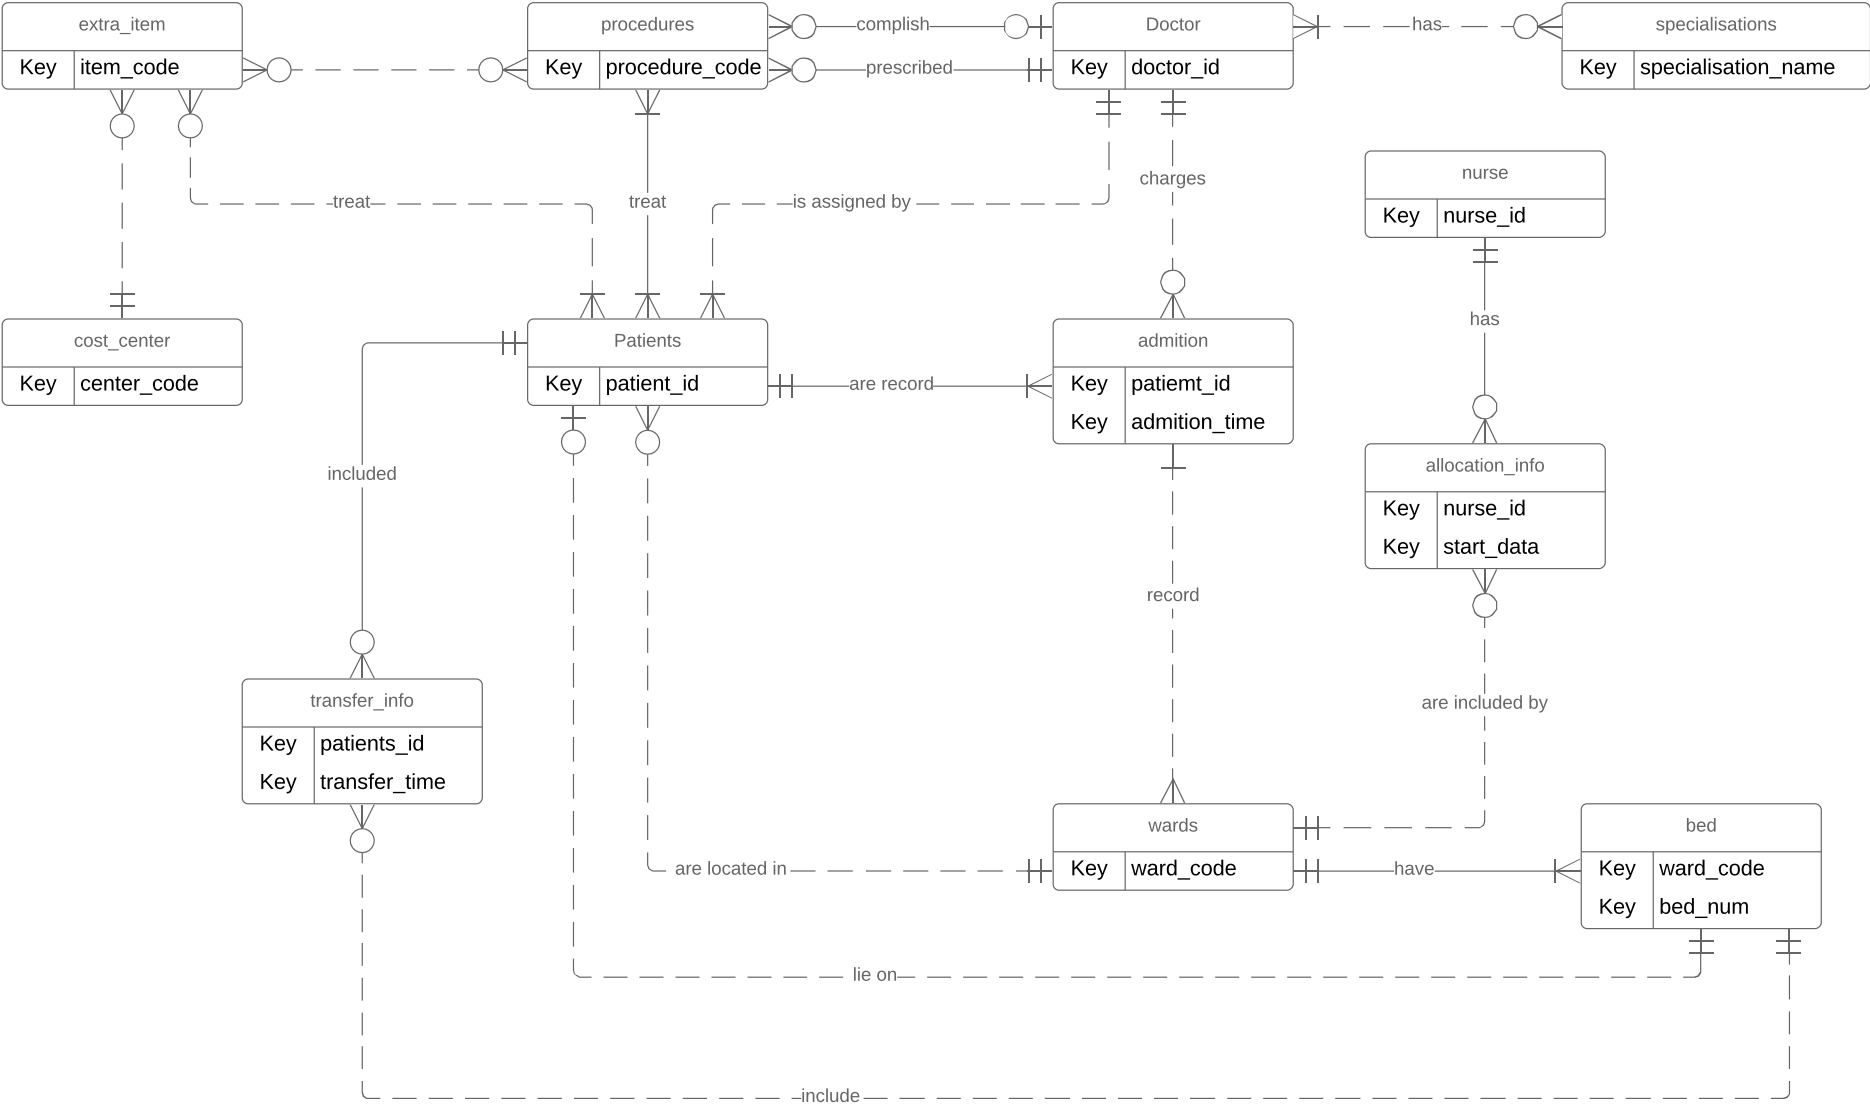 extra_item
Key item_code
procedures
Key procedure_code
complish
prescribed
Doctor
Key doctor_id
has
specialisations
Key specialisation_name
nurse
Key nurse_id
treat
treat
is assigned by
charges
has
cost_center
Key center_code
Patients
Key patient_id
are record
admition
Key patiemt_id
Key admition_time
included
allocation_info
Key nurse_id
Key start_data
record
transfer_info
Key patients_id
Key transfer_time
are included by
are located in
wards
Key ward_code
have
bed
Key ward_code
Key bed_num
lie on
include